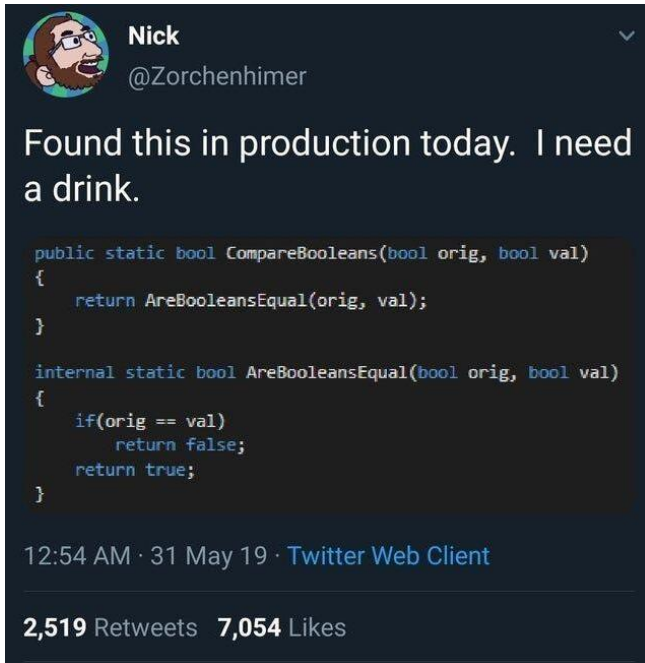 Nick
@Zorchenhimer
Found this in production today.  I need
a drink.
public static bool CompareBooleans(bool orig, bool val)
{
    return AreBooleansEqual(orig, val);
}
internal static bool AreBooleansEqual(bool orig, bool val)
{
    if(orig == val)
        return false;
    return true;
}
12:54 AM · 31 May 19 · Twitter Web Client
2,519 Retweets   7,054 Likes